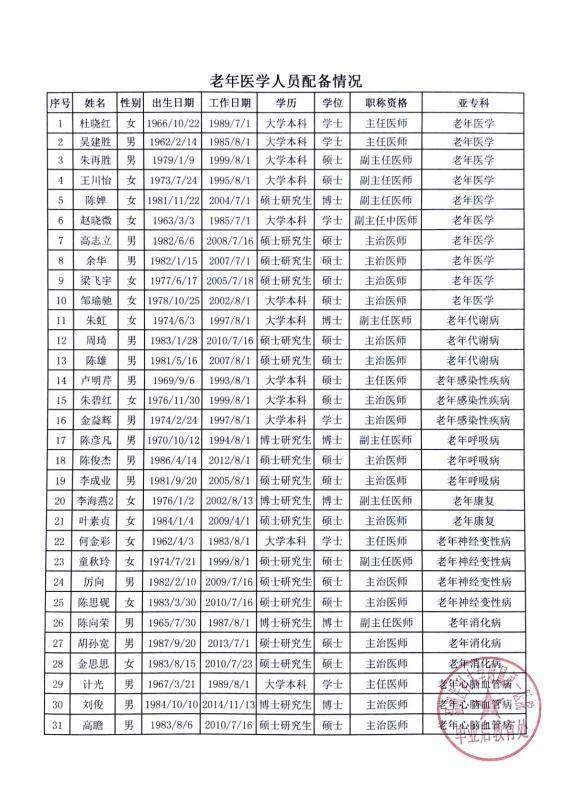 老年医学人员配备情况
序号 姓名 性别 出生日期 工作日期 学历 学位 职称资格 亚专科
1 杜晓红 女 1966/10/22 1989/7/1 大学本科 学士 主任医师 老年医学
2 吴建胜 男 1962/2/14 1985/8/1 大学本科 学士 主任医师 老年医学
3 朱再胜 男 1979/1/9 1999/8/1 大学本科 硕士 副主任医师 老年医学
4 王川怡 女 1973/7/24 1995/8/1 大学本科 硕士 副主任医师 老年医学
5 陈婵 女 1981/11/22 2004/7/1 硕士研究生 博士 副主任医师 老年医学
6 赵晓微 女 1963/3/3 1985/7/1 大学本科 学士 副主任中医师 老年医学
7 高志立 男 1982/6/6 2008/7/16 硕士研究生 硕士 主治医师 老年医学
8 余华 男 1982/1/15 2007/7/1 硕士研究生 硕士 主治医师 老年医学
9 梁飞宇 女 1977/6/17 2005/7/18 硕士研究生 硕士 主治医师 老年医学
10 邹瑜驰 女 1978/10/25 2002/8/1 大学本科 硕士 主治医师 老年医学
11 朱虹 女 1974/6/3 1997/8/1 大学本科 博士 副主任医师 老年代谢病
12 周琦 男 1983/1/28 2010/7/16 硕士研究生 硕士 主治医师 老年代谢病
13 陈雄 男 1981/5/16 2007/8/1 硕士研究生 硕士 主治医师 老年代谢病
14 卢明芹 男 1969/9/6 1993/8/1 大学本科 硕士 主任医师 老年感染性疾病
15 朱碧红 女 1976/11/30 1999/8/1 大学本科 硕士 主治医师 老年感染性疾病
16 金益辉 男 1974/2/24 1997/8/1 大学本科 学士 主治医师 老年感染性疾病
17 陈彦凡 男 1970/10/12 1994/8/1 博士研究生 博士 副主任医师 老年呼吸病
18 陈俊杰 男 1986/4/14 2012/8/1 硕士研究生 硕士 主治医师 老年呼吸病
19 李成业 男 1981/9/20 2005/8/1 硕士研究生 硕士 主治医师 老年呼吸病
20 李海燕2 女 1976/1/2 2002/8/13 博士研究生 博士 副主任医师 老年康复
21 叶素贞 女 1984/1/4 2009/4/1 硕士研究生 硕士 主治医师 老年康复
22 何金彩 女 1962/4/3 1983/8/1 大学本科 学士 主任医师 老年神经变性病
23 童秋玲 女 1974/7/21 1999/8/1 硕士研究生 硕士 副主任医师 老年神经变性病
24 厉向 男 1982/2/10 2009/7/16 硕士研究生 硕士 主治医师 老年神经变性病
25 陈思砚 女 1983/3/30 2010/7/16 硕士研究生 硕士 主治医师 老年神经变性病
26 陈向荣 男 1965/7/30 1987/8/1 博士研究生 博士 副主任医师 老年消化病
27 胡孙宽 男 1987/9/20 2013/7/1 硕士研究生 硕士 主治医师 老年消化病
28 金思思 女 1983/8/15 2010/7/23 硕士研究生 硕士 主治医师 老年消化病
29 计光 男 1967/3/21 1989/8/1 大学本科 学士 主任医师 老年心脑血管病
30 刘俊 男 1984/10/10 2014/11/13 博士研究生 博士 主治医师 老年心脑血管病
31 高瞻 男 1983/8/6 2010/7/16 硕士研究生 硕士 主治医师 老年心脑血管病
毕业后教育处